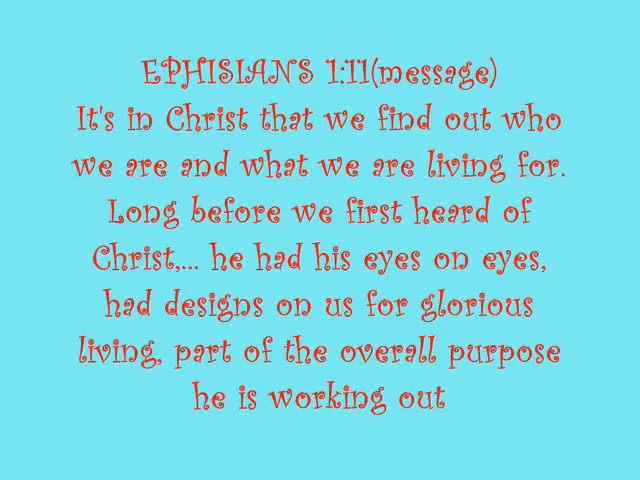 EPHISIANS 1:11(message)
It's in Christ that we find out who
we are and what we are living for.
Long before we first heard of
Christ,... he had his eyes on eyes,
had designs on us for glorious
living, part of the overall purpose
he is working out